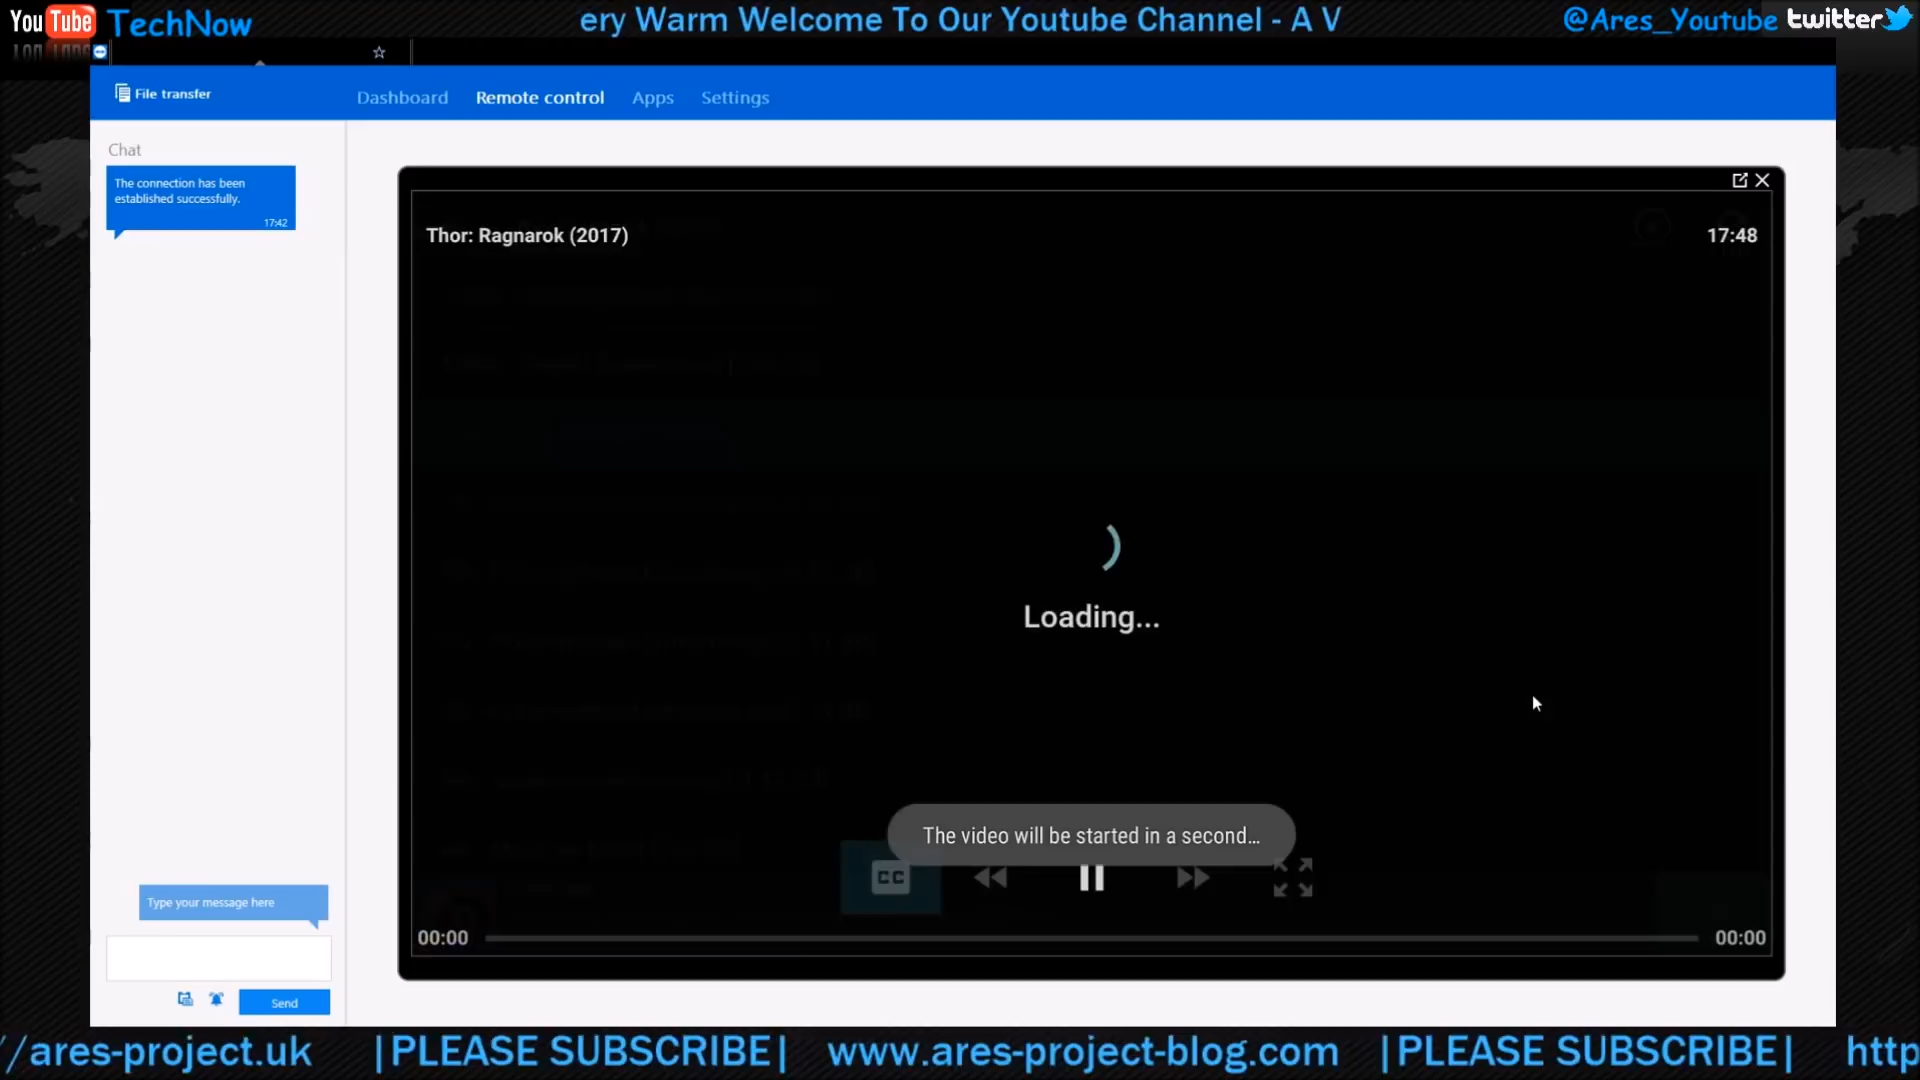 YouTube TechNow
ery Warm Welcome To Our Youtube Channel - A V
@Ares_Youtube twitter
File transfer
Dashboard Remote control Apps Settings
Chat
The connection has been
established successfully.
17:42
Thor: Ragnarok (2017)
17:48
Loading...
The video will be started in a second...
CC
00:00
00:00
Type your message here
Send
//ares-project.uk |PLEASE SUBSCRIBE| www.ares-project-blog.com |PLEASE SUBSCRIBE| http